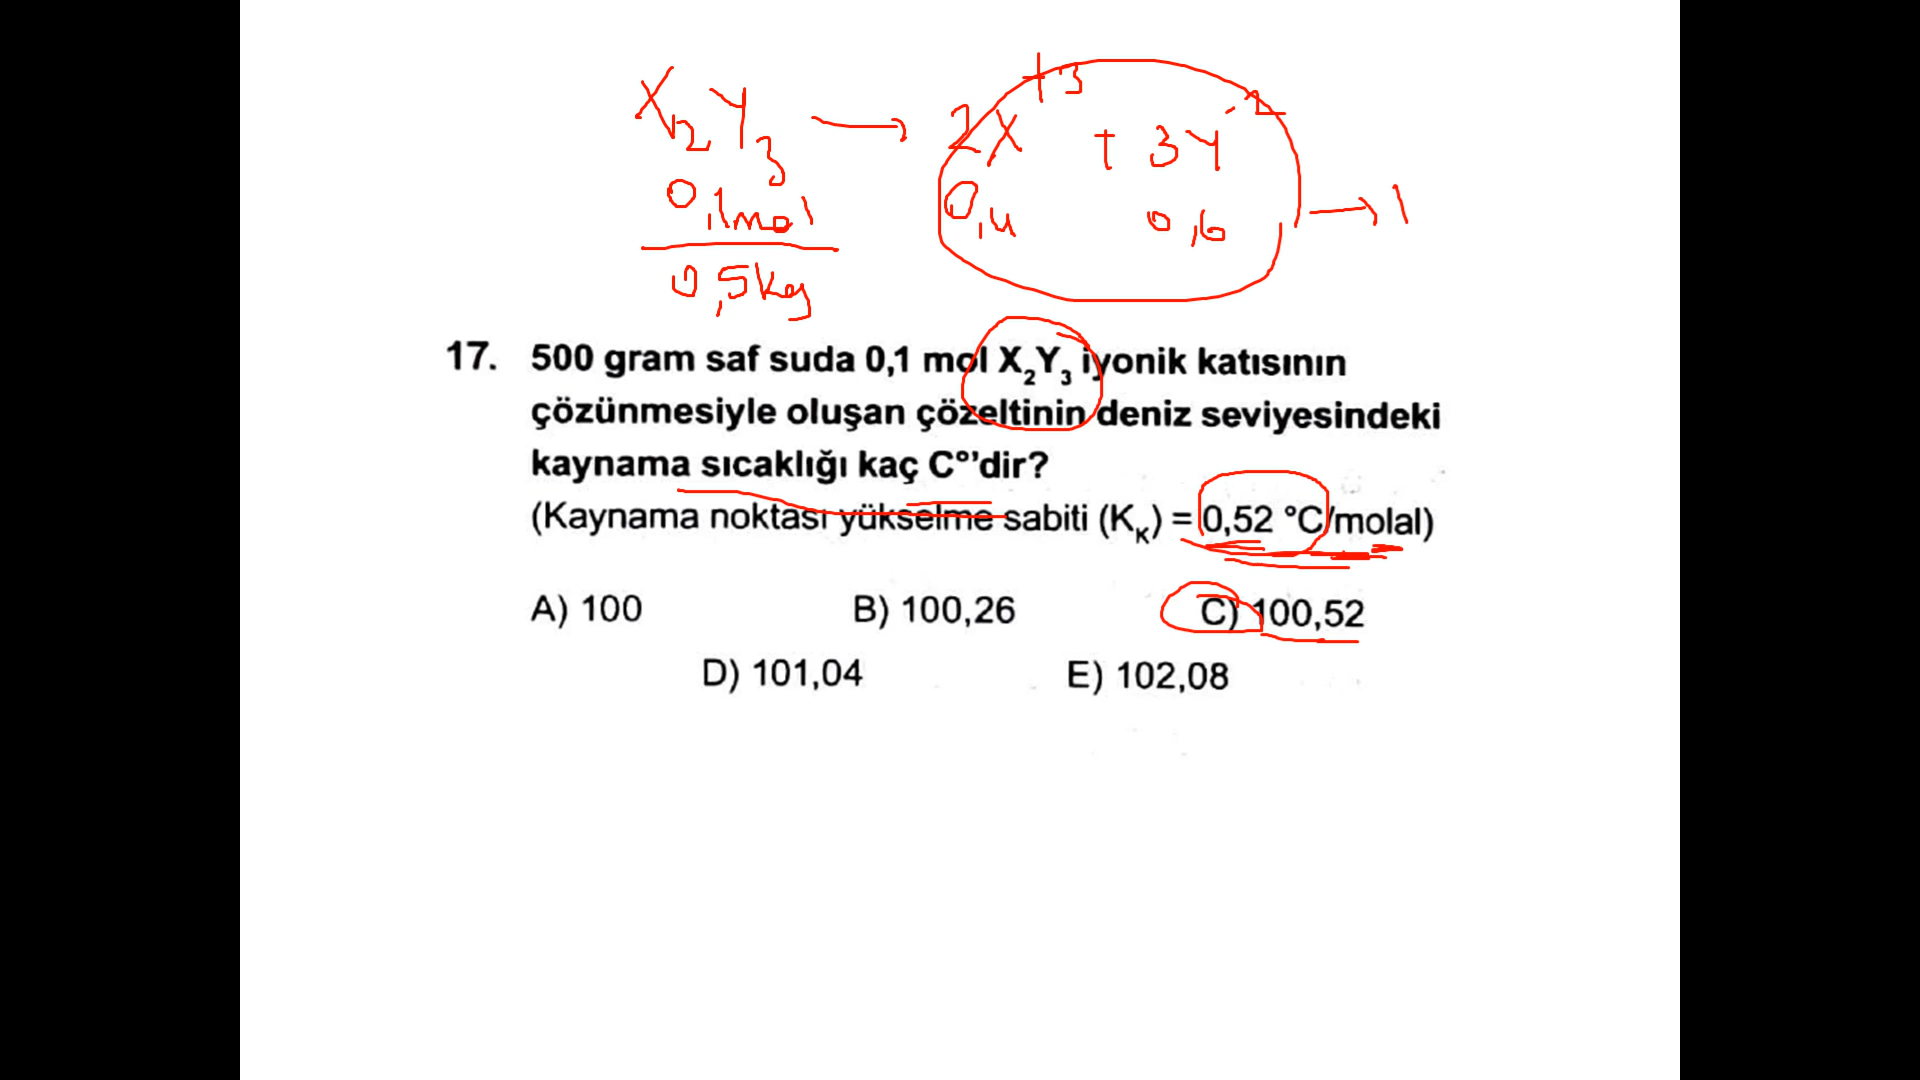 X2Y3 → 2X+3 + 3Y-2
0,1mol 0,4 0,6 → 1
0,5kg
17. 500 gram saf suda 0,1 mol X₂Y₃ iyonik katısının
çözünmesiyle oluşan çözeltinin deniz seviyesindeki
kaynama sıcaklığı kaç C°'dir?
(Kaynama noktası yükselme sabiti (Kₖ) = 0,52 °C/molal)
A) 100 B) 100,26 C) 100,52
D) 101,04 E) 102,08